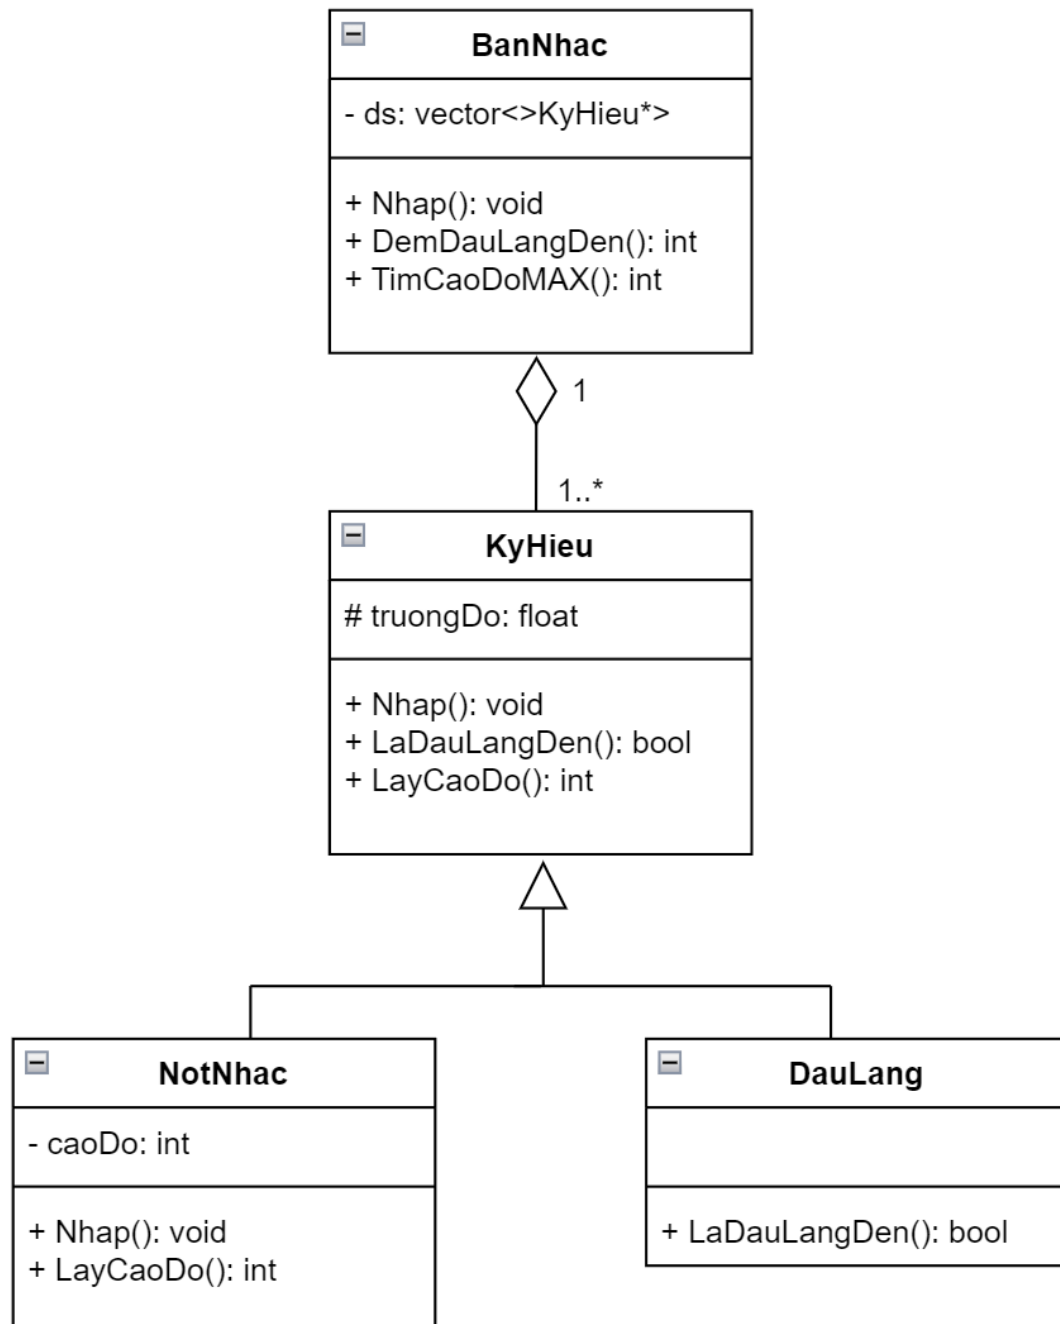 BanNhac
- ds: vector<>KyHieu*>
+ Nhap(): void
+ DemDauLangDen(): int
+ TimCaoDoMAX(): int
1
1..*
KyHieu
# truongDo: float
+ Nhap(): void
+ LaDauLangDen(): bool
+ LayCaoDo(): int
NotNhac
- caoDo: int
+ Nhap(): void
+ LayCaoDo(): int
DauLang
+ LaDauLangDen(): bool